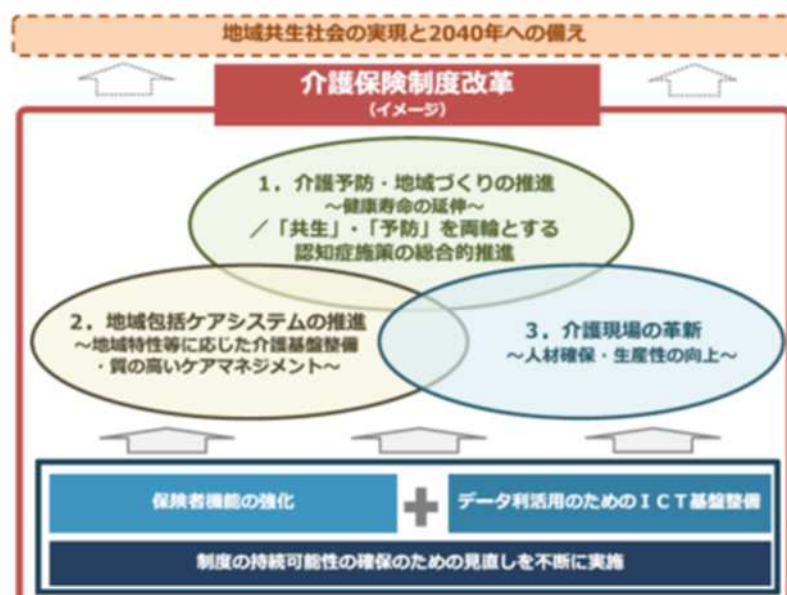 地域共生社会の実現と2040年への備え
介護保険制度改革
(イメージ)
1．介護予防・地域づくりの推進
～健康寿命の延伸～
／「共生」・「予防」を両輪とする
認知症施策の総合的推進
2．地域包括ケアシステムの推進
～地域特性等に応じた介護基盤整備
・質の高いケアマネジメント～
3．介護現場の革新
～人材確保・生産性の向上～
保険者機能の強化
データ利活用のためのＩＣＴ基盤整備
制度の持続可能性の確保のための見直しを不断に実施